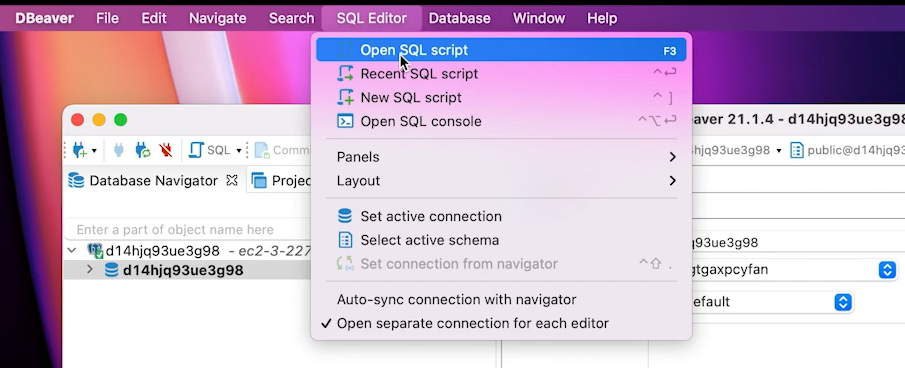 DBeaver File Edit Navigate Search SQL Editor Database Window Help
Open SQL script F3
Recent SQL script ^↩
New SQL script ^ ]
Open SQL console ^⌥↩
Panels
Layout
Set active connection
Select active schema
Set connection from navigator ^⇧ .
Auto-sync connection with navigator
✓ Open separate connection for each editor
eaver 21.1.4 - d14hjq93ue3g98
SQL Comm
hjq93ue3g98 public@d14hjq93
Database Navigator Projec
Enter a part of object name here
d14hjq93ue3g98 - ec2-3-227
d14hjq93ue3g98
q93ue3g98
gtgaxpcyfan
efault